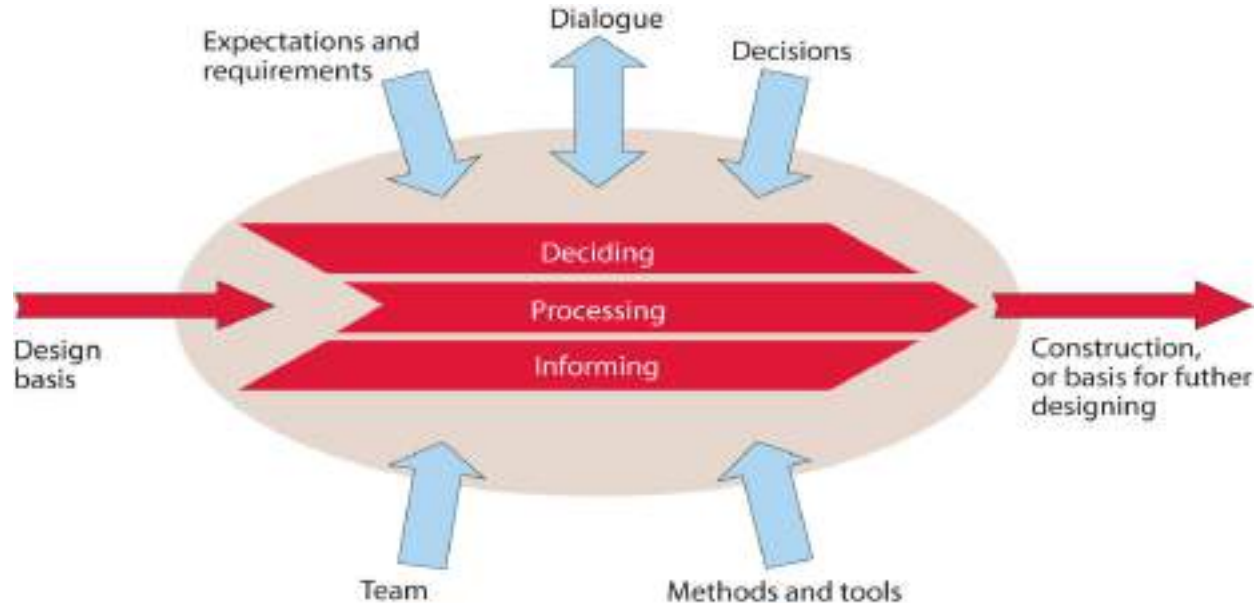 Dialogue
Expectations and
requirements
Decisions
Deciding
Processing
Informing
Design
basis
Construction,
or basis for futher
designing
Team
Methods and tools